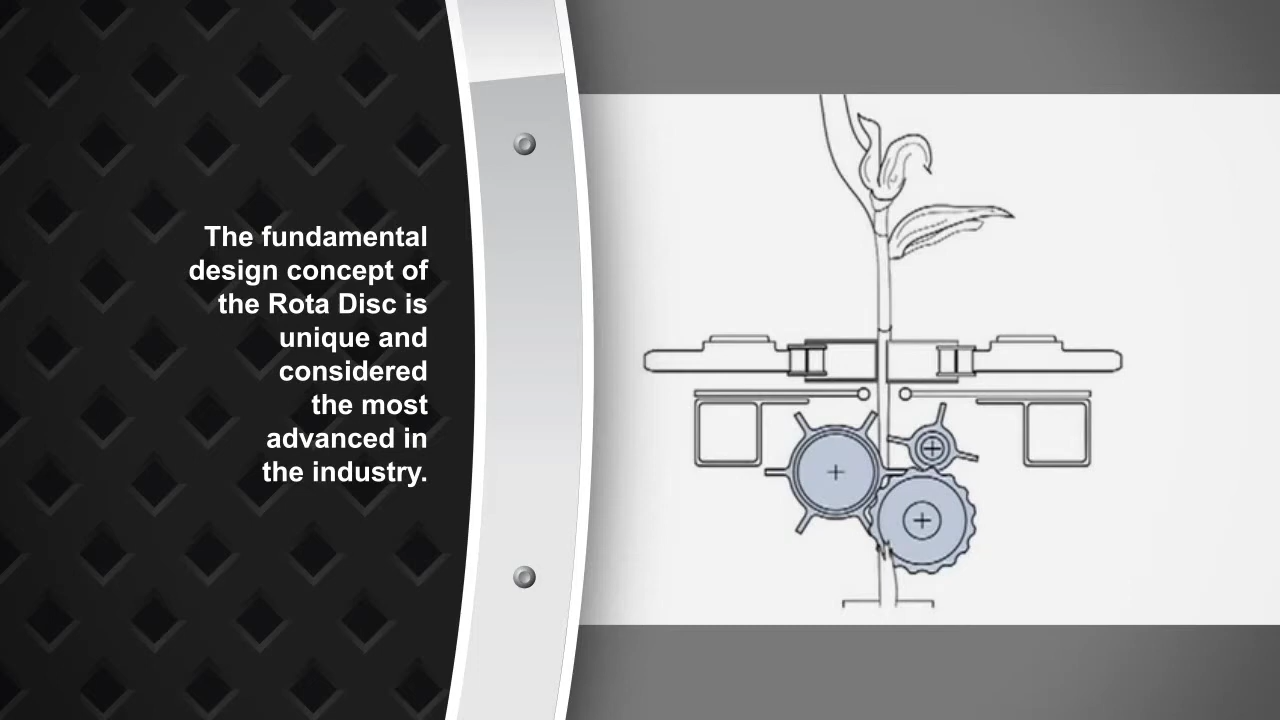 The fundamental
design concept of
the Rota Disc is
unique and
considered
the most
advanced in
the industry.